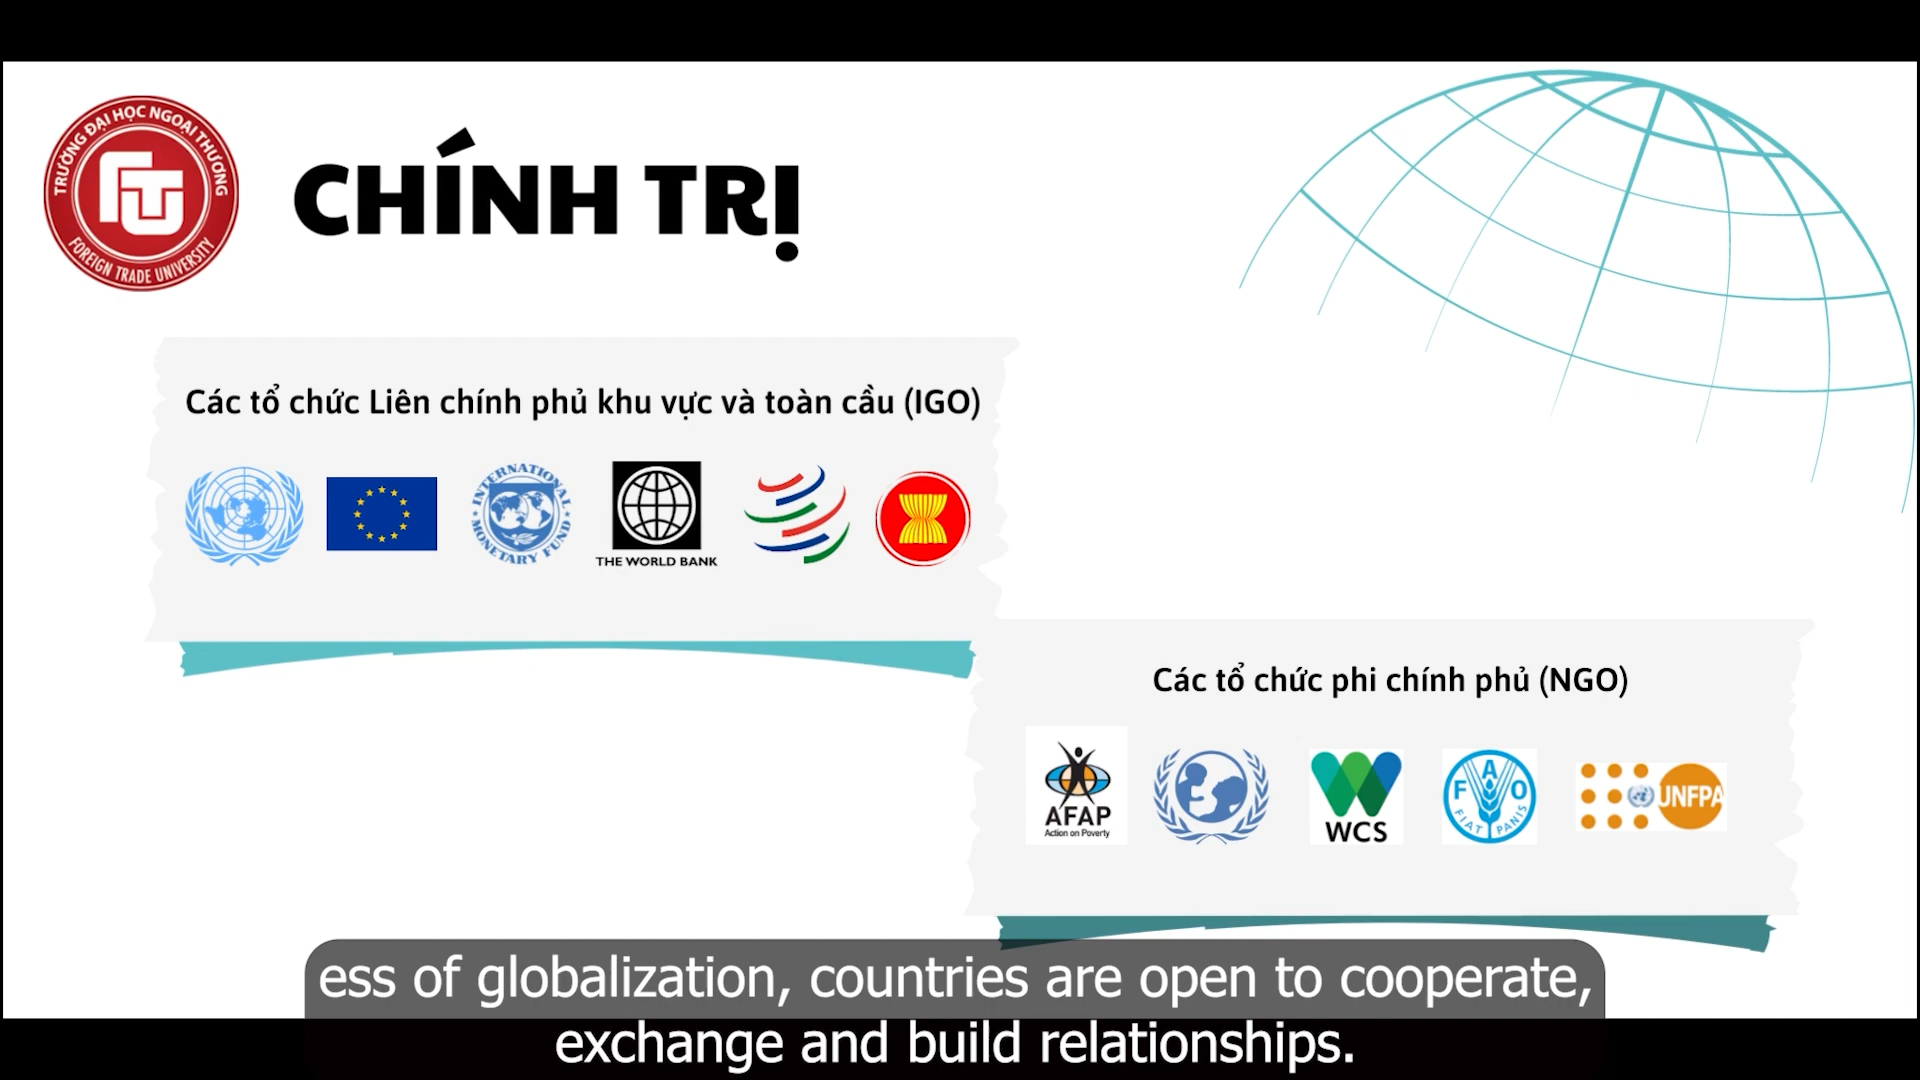 TRƯỜNG ĐẠI HỌC NGOẠI THƯƠNG
FOREIGN TRADE UNIVERSITY
CHÍNH TRỊ
Các tổ chức Liên chính phủ khu vực và toàn cầu (IGO)
INTERNATIONAL
MONETARY FUND
THE WORLD BANK
Các tổ chức phi chính phủ (NGO)
AFAP
Action on Poverty
WCS
FAO
FIAT PANIS
UNFPA
ess of globalization, countries are open to cooperate,
exchange and build relationships.